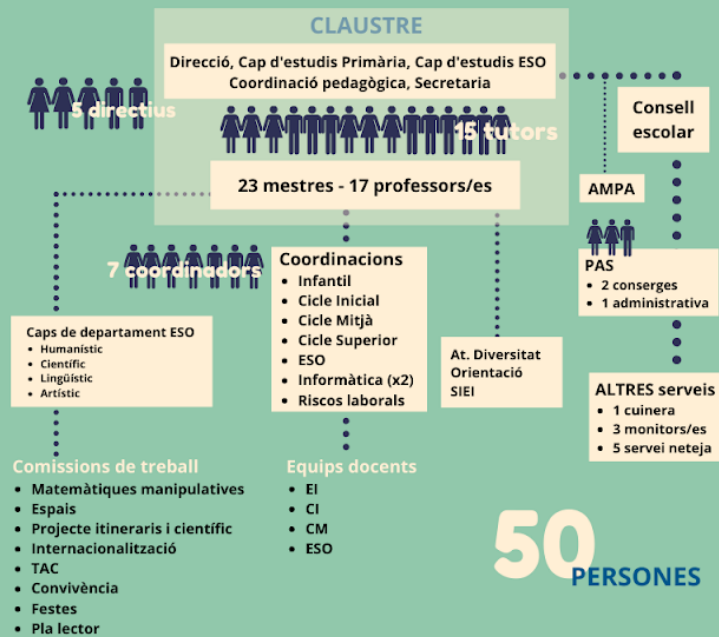 CLAUSTRE
Direcció, Cap d'estudis Primària, Cap d'estudis ESO
Coordinació pedagògica, Secretaria
5 directius
15 tutors
Consell
escolar
23 mestres - 17 professors/es
AMPA
7 coordinadors
Coordinacions
• Infantil
• Cicle Inicial
• Cicle Mitjà
• Cicle Superior
• ESO
• Informàtica (x2)
• Riscos laborals
PAS
• 2 conserges
• 1 administrativa
Caps de departament ESO
• Humanístic
• Científic
• Lingüístic
• Artístic
At. Diversitat
Orientació
SIEI
ALTRES serveis
• 1 cuinera
• 3 monitors/es
• 5 servei neteja
Comissions de treball
• Matemàtiques manipulatives
• Espais
• Projecte itineraris i científic
• Internacionalització
• TAC
• Convivència
• Festes
• Pla lector
Equips docents
• EI
• CI
• CM
• ESO
50
PERSONES